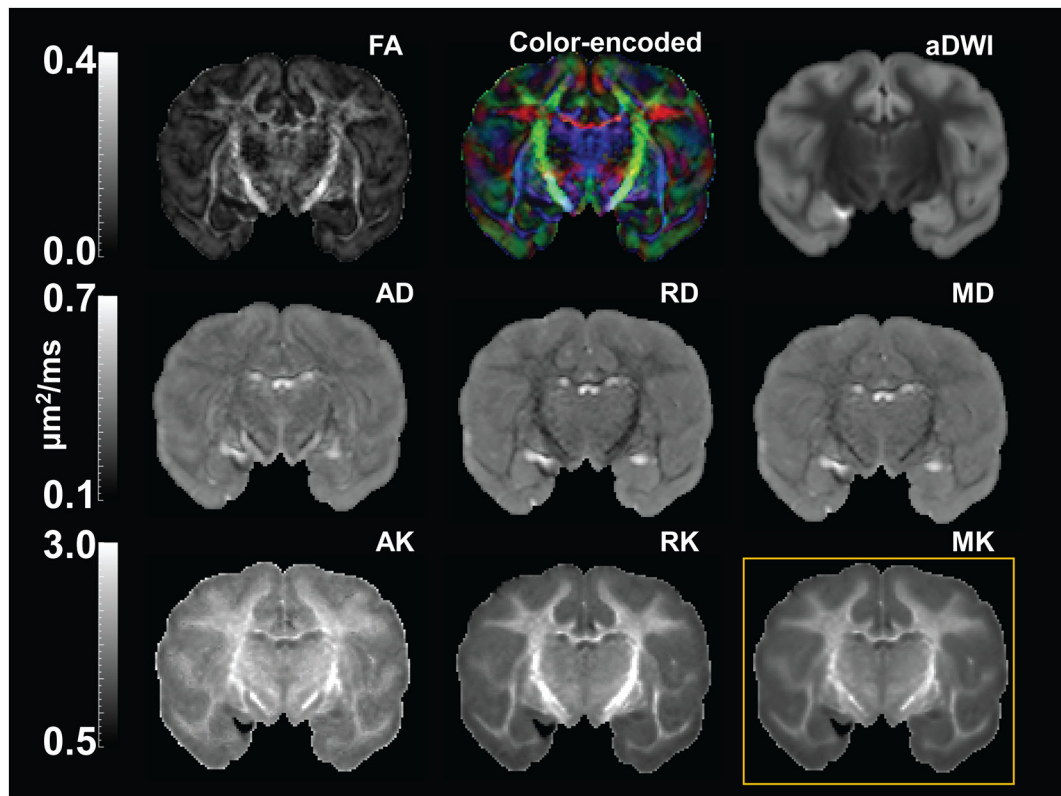 FA
Color-encoded
aDWI
0.4
0.0
AD
RD
MD
0.7
µm²/ms
0.1
AK
RK
MK
3.0
0.5